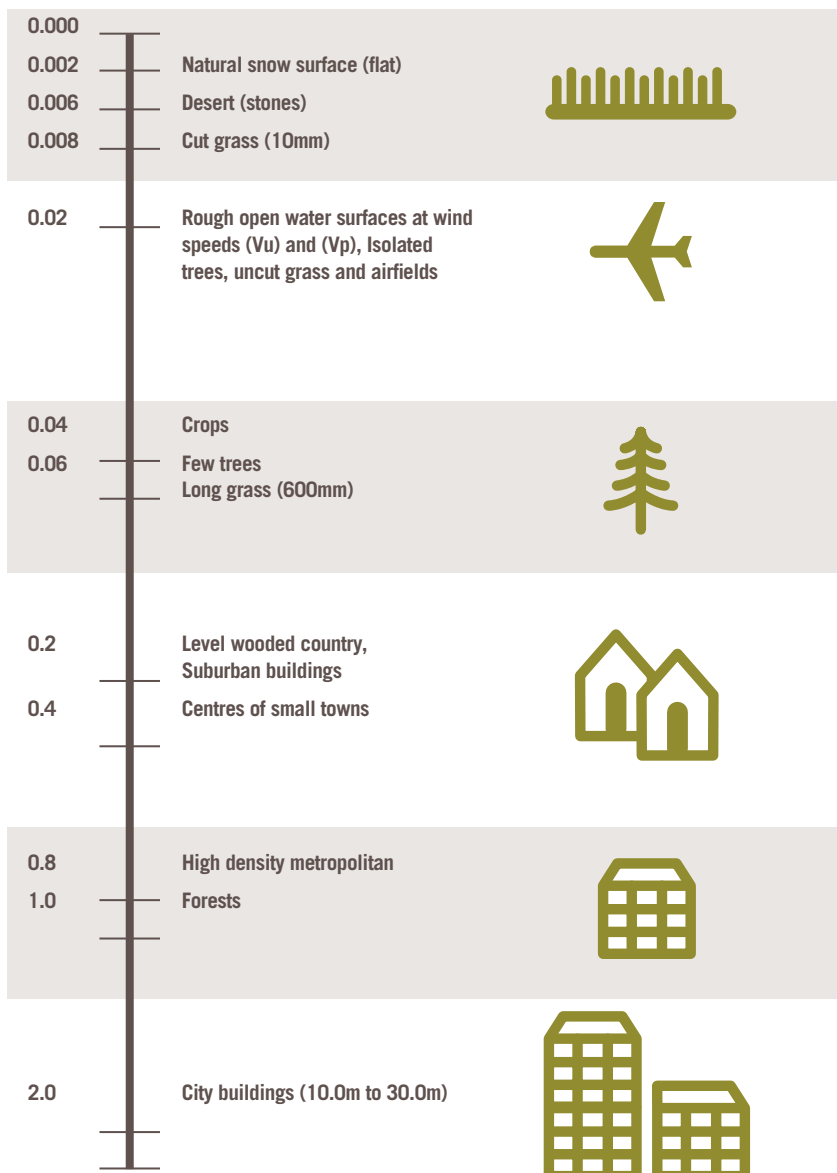 0.000
0.002 Natural snow surface (flat)
0.006 Desert (stones)
0.008 Cut grass (10mm)
0.02 Rough open water surfaces at wind
speeds (Vu) and (Vp), Isolated
trees, uncut grass and airfields
0.04 Crops
0.06 Few trees
Long grass (600mm)
0.2 Level wooded country,
Suburban buildings
0.4 Centres of small towns
0.8 High density metropolitan
1.0 Forests
2.0 City buildings (10.0m to 30.0m)